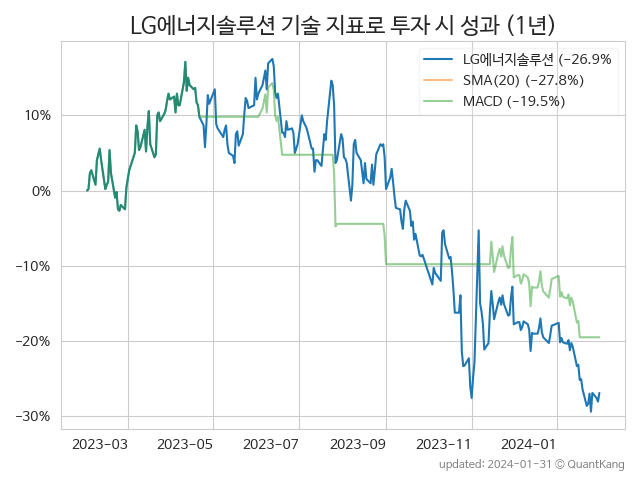 LG에너지솔루션 기술 지표로 투자 시 성과 (1년)
LG에너지솔루션 (−26.9%
SMA(20) (−27.8%)
MACD (−19.5%)
10%
0%
−10%
−20%
−30%
2023-03 2023-05 2023-07 2023-09 2023-11 2024-01
updated: 2024-01-31 © QuantKang